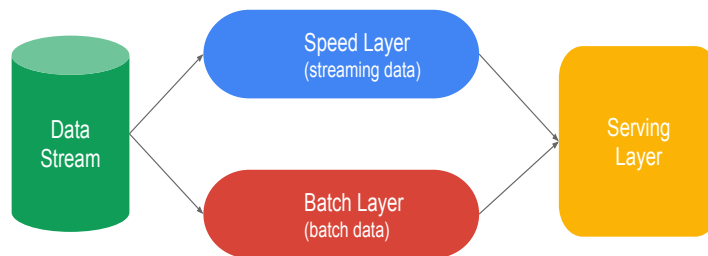 Data
Stream
Speed Layer
(streaming data)
Batch Layer
(batch data)
Serving
Layer